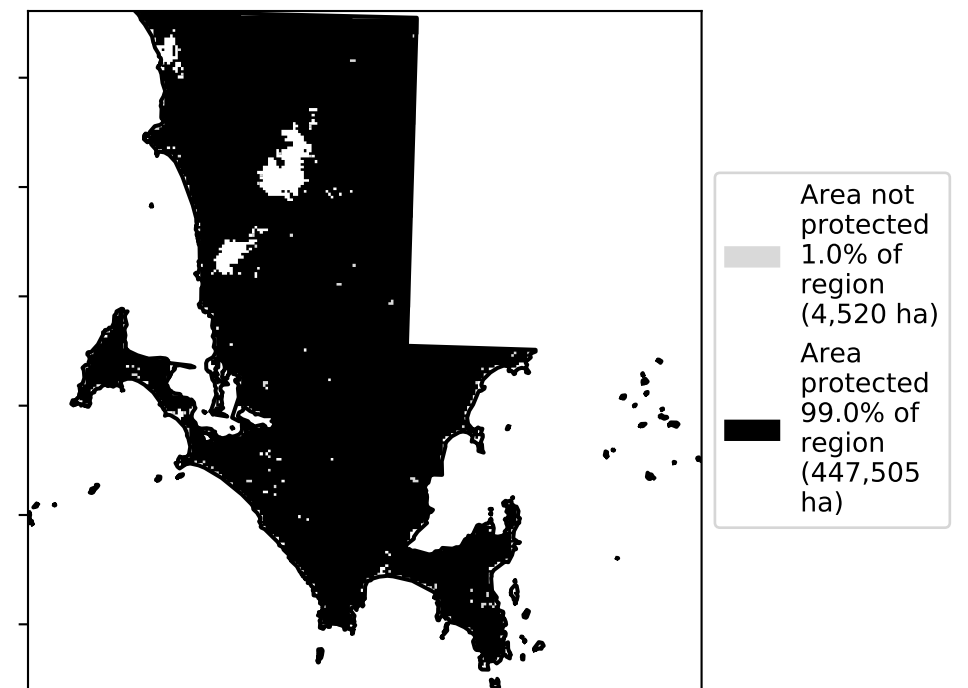 Area not
protected
1.0% of
region
(4,520 ha)
Area
protected
99.0% of
region
(447,505
ha)